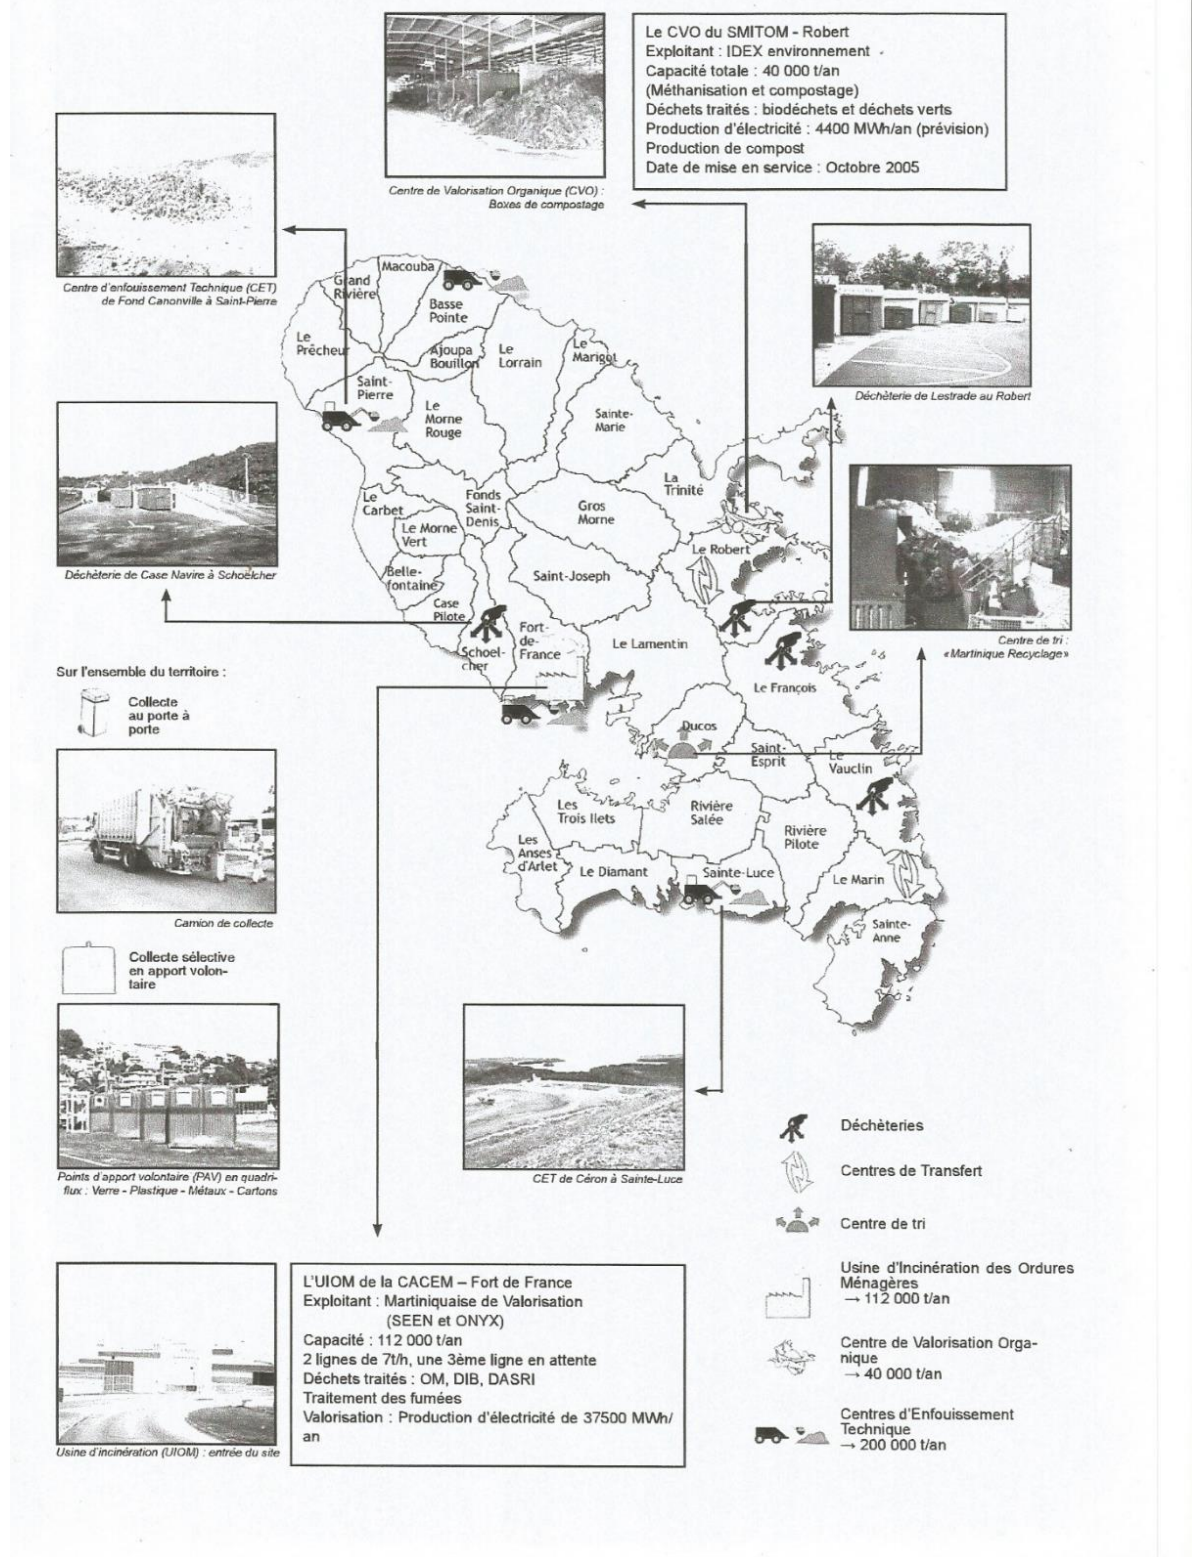 Le CVO du SMITOM - Robert
Exploitant : IDEX environnement
Capacité totale : 40 000 t/an
(Méthanisation et compostage)
Déchets traités : biodéchets et déchets verts
Production d'électricité : 4400 MWh/an (prévision)
Production de compost
Date de mise en service : Octobre 2005
Centre de Valorisation Organique (CVO) :
Boxes de compostage
Centre d'enfouissement Technique (CET)
de Fond Canonville à Saint-Pierre
Déchèterie de Lestrade au Robert
Déchèterie de Case Navire à Schoelcher
Centre de tri :
«Martinique Recyclage»
Macouba
Grand
Rivière
Basse
Pointe
Le
Prêcheur
Ajoupa
Bouillon
Le
Lorrain
Le
Marigot
Saint-
Pierre
Le
Morne
Rouge
Sainte-
Marie
La
Trinité
Le
Carbet
Fonds
Saint-
Denis
Gros
Morne
Le Morne
Vert
Le Robert
Belle-
fontaine
Saint-Joseph
Case
Pilote
Fort-
de-
France
Schoel-
cher
Le Lamentin
Le François
Ducos
Saint-
Esprit
Le
Vauclin
Les
Trois Ilets
Rivière
Salée
Rivière
Pilote
Les
Anses
d'Arlet
Le Diamant
Sainte-Luce
Le Marin
Sainte-
Anne
Sur l'ensemble du territoire :
Collecte
au porte à
porte
Camion de collecte
Collecte sélective
en apport volon-
taire
Points d'apport volontaire (PAV) en quadri-
flux : Verre - Plastique - Métaux - Cartons
CET de Céron à Sainte-Luce
Usine d'incinération (UIOM) : entrée du site
L'UIOM de la CACEM – Fort de France
Exploitant : Martiniquaise de Valorisation
(SEEN et ONYX)
Capacité : 112 000 t/an
2 lignes de 7t/h, une 3ème ligne en attente
Déchets traités : OM, DIB, DASRI
Traitement des fumées
Valorisation : Production d'électricité de 37500 MWh/
an
Déchèteries
Centres de Transfert
Centre de tri
Usine d'Incinération des Ordures
Ménagères
→ 112 000 t/an
Centre de Valorisation Orga-
nique
→ 40 000 t/an
Centres d'Enfouissement
Technique
→ 200 000 t/an